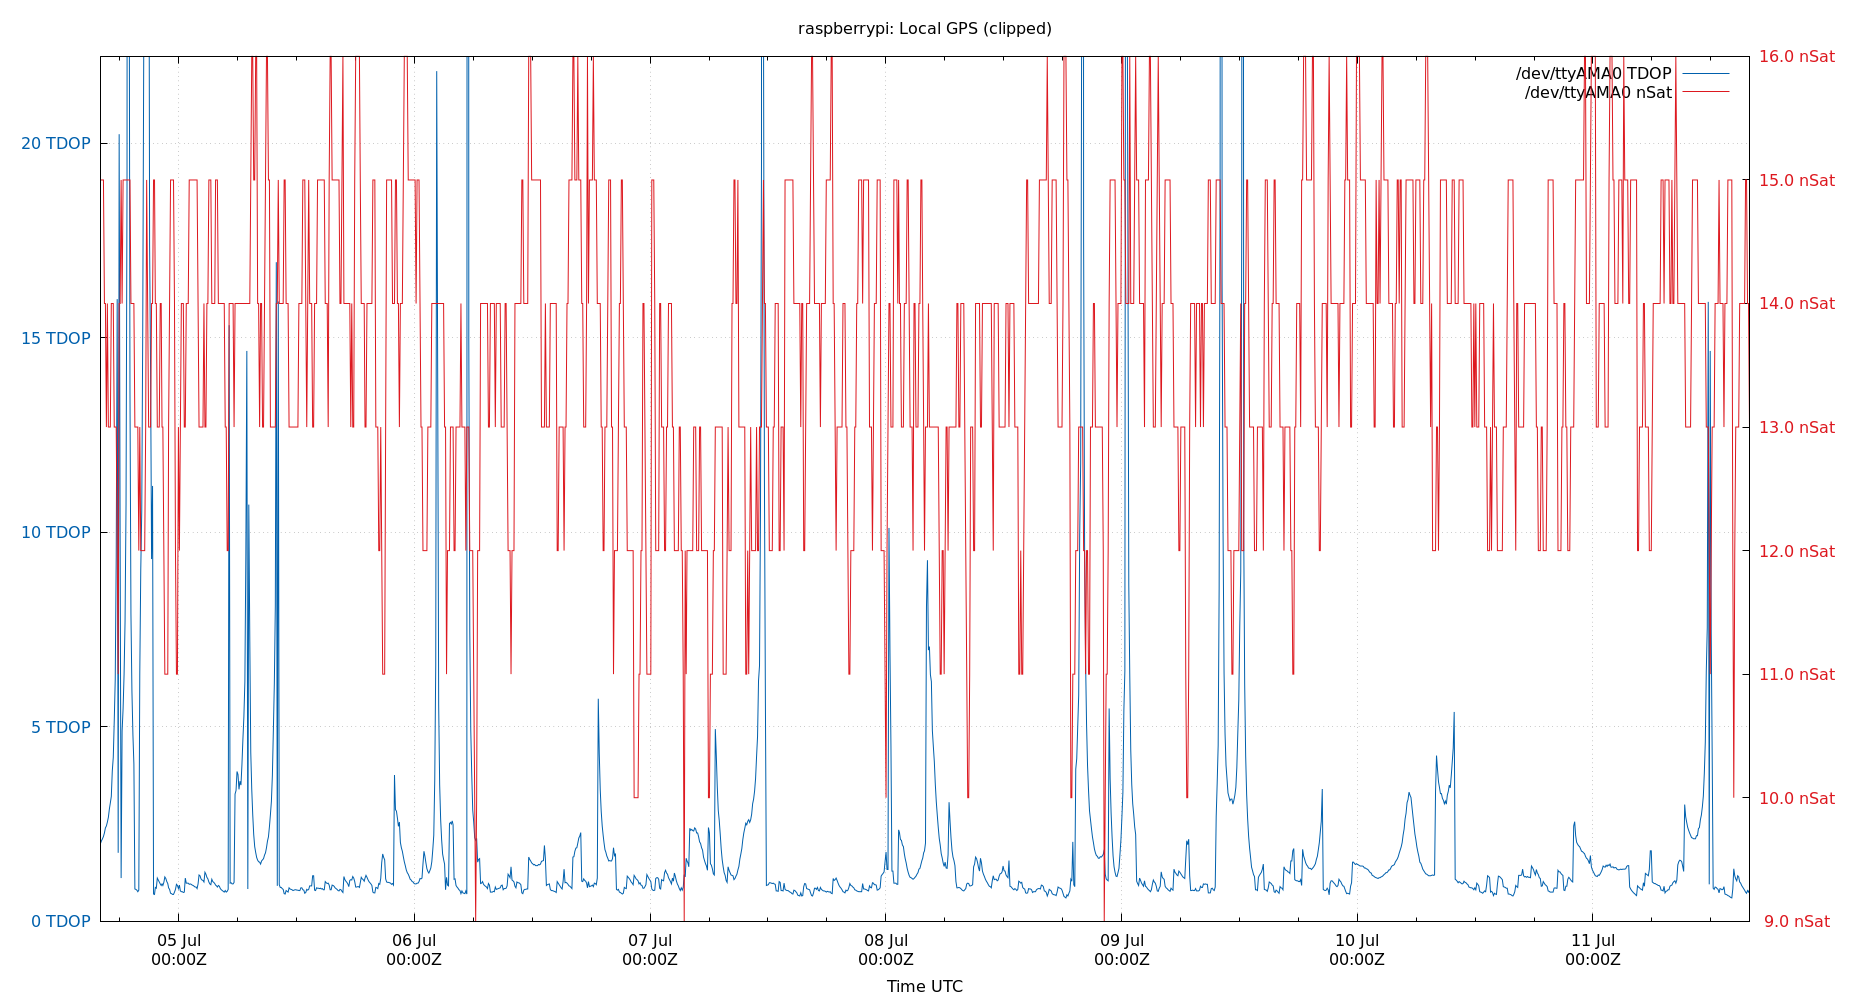 raspberrypi: Local GPS (clipped)
/dev/ttyAMA0 TDOP
/dev/ttyAMA0 nSat
20 TDOP
15 TDOP
10 TDOP
5 TDOP
0 TDOP
16.0 nSat
15.0 nSat
14.0 nSat
13.0 nSat
12.0 nSat
11.0 nSat
10.0 nSat
9.0 nSat
05 Jul
00:00Z
06 Jul
00:00Z
07 Jul
00:00Z
08 Jul
00:00Z
09 Jul
00:00Z
10 Jul
00:00Z
11 Jul
00:00Z
Time UTC